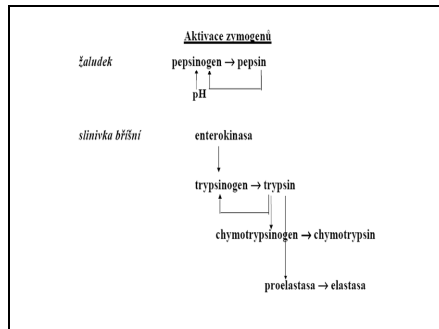 Aktivace zymogenů
žaludek pepsinogen → pepsin
pH
slinivka břišní enterokinasa
trypsinogen → trypsin
chymotrypsinogen → chymotrypsin
proelastasa → elastasa